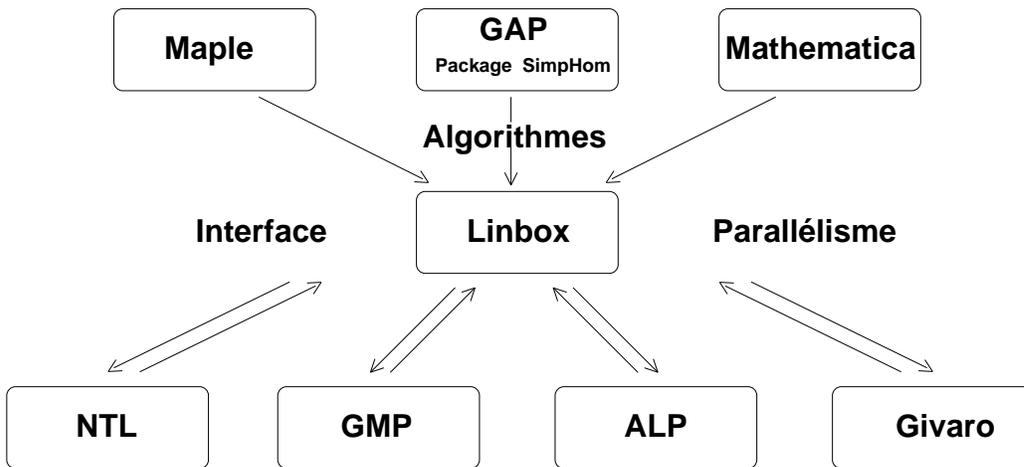 Maple
GAP
Package SimpHom
Mathematica
Algorithmes
Interface
Linbox
Parallélisme
NTL
GMP
ALP
Givaro